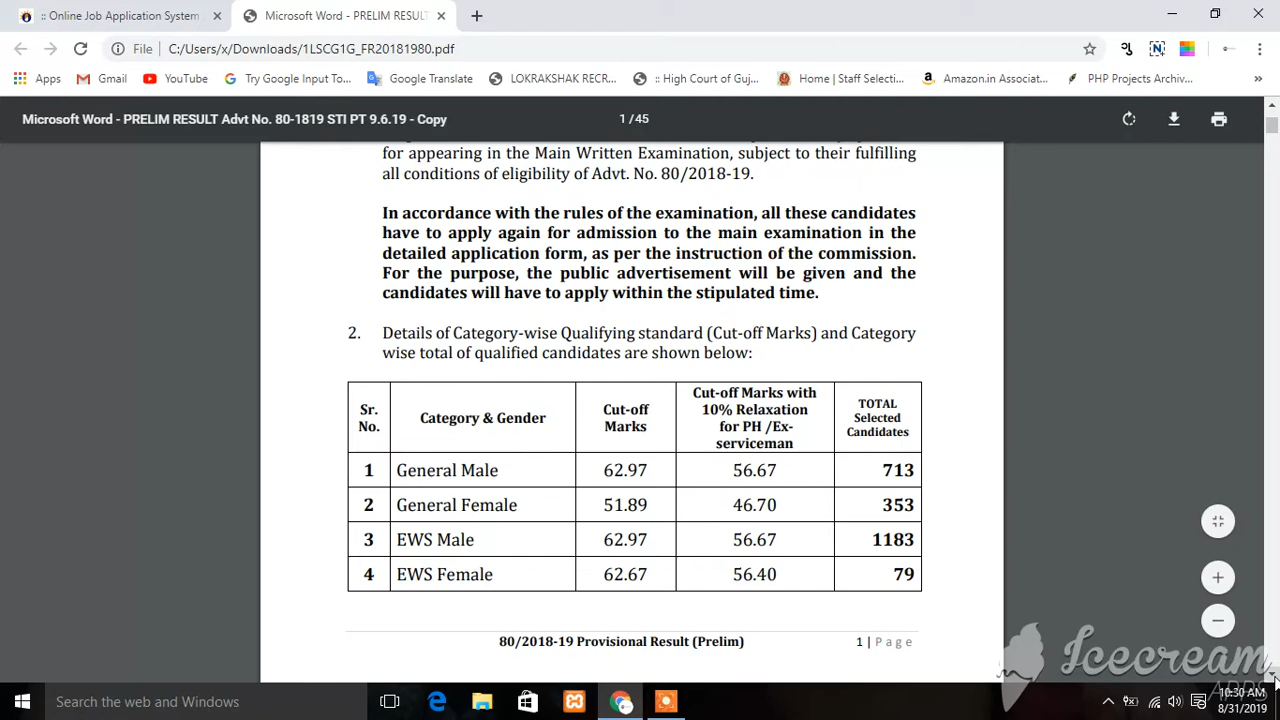 :: Online Job Application System
Microsoft Word - PRELIM RESULT
File C:/Users/x/Downloads/1LSCG1G_FR20181980.pdf
Apps Gmail YouTube Try Google Input To... Google Translate LOKRAKSHAK RECR... :: High Court of Guj... Home | Staff Selecti... Amazon.in Associat... PHP Projects Archiv... »
Microsoft Word - PRELIM RESULT Advt No. 80-1819 STI PT 9.6.19 - Copy 1 / 45
for appearing in the Main Written Examination, subject to their fulfilling
all conditions of eligibility of Advt. No. 80/2018-19.
In accordance with the rules of the examination, all these candidates
have to apply again for admission to the main examination in the
detailed application form, as per the instruction of the commission.
For the purpose, the public advertisement will be given and the
candidates will have to apply within the stipulated time.
2. Details of Category-wise Qualifying standard (Cut-off Marks) and Category
wise total of qualified candidates are shown below:
Sr. No. Category & Gender Cut-off Marks Cut-off Marks with 10% Relaxation for PH /Ex-serviceman TOTAL Selected Candidates
1 General Male 62.97 56.67 713
2 General Female 51.89 46.70 353
3 EWS Male 62.97 56.67 1183
4 EWS Female 62.67 56.40 79
80/2018-19 Provisional Result (Prelim) 1 | Page
Icecream
APPS
Search the web and Windows
10:30 AM
8/31/2019